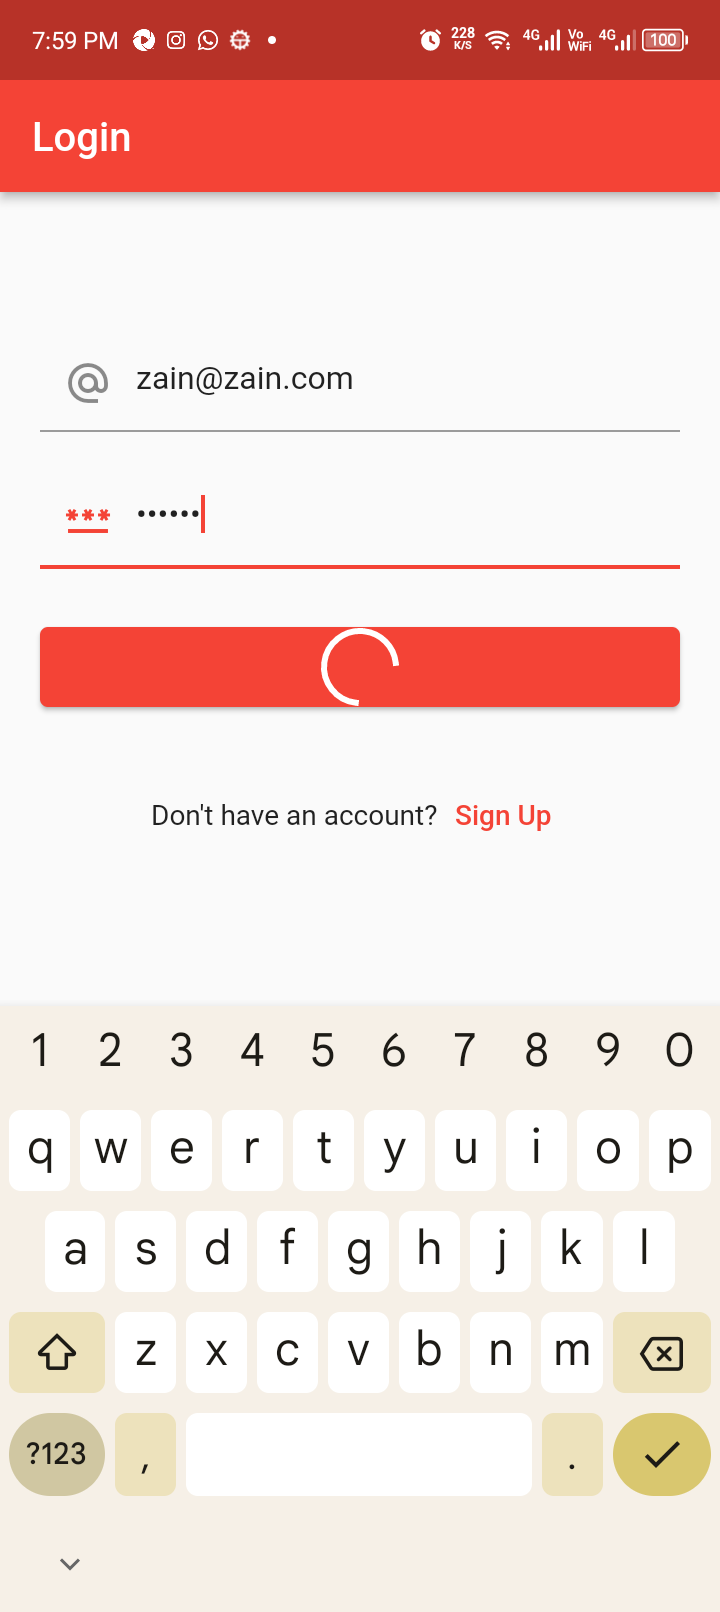 7:59 PM 228 K/S 4G Vo WiFi 4G 100
Login
zain@zain.com
*** ••••••
Don't have an account? Sign Up
1 2 3 4 5 6 7 8 9 0
q w e r t y u i o p
a s d f g h j k l
z x c v b n m
?123 , .